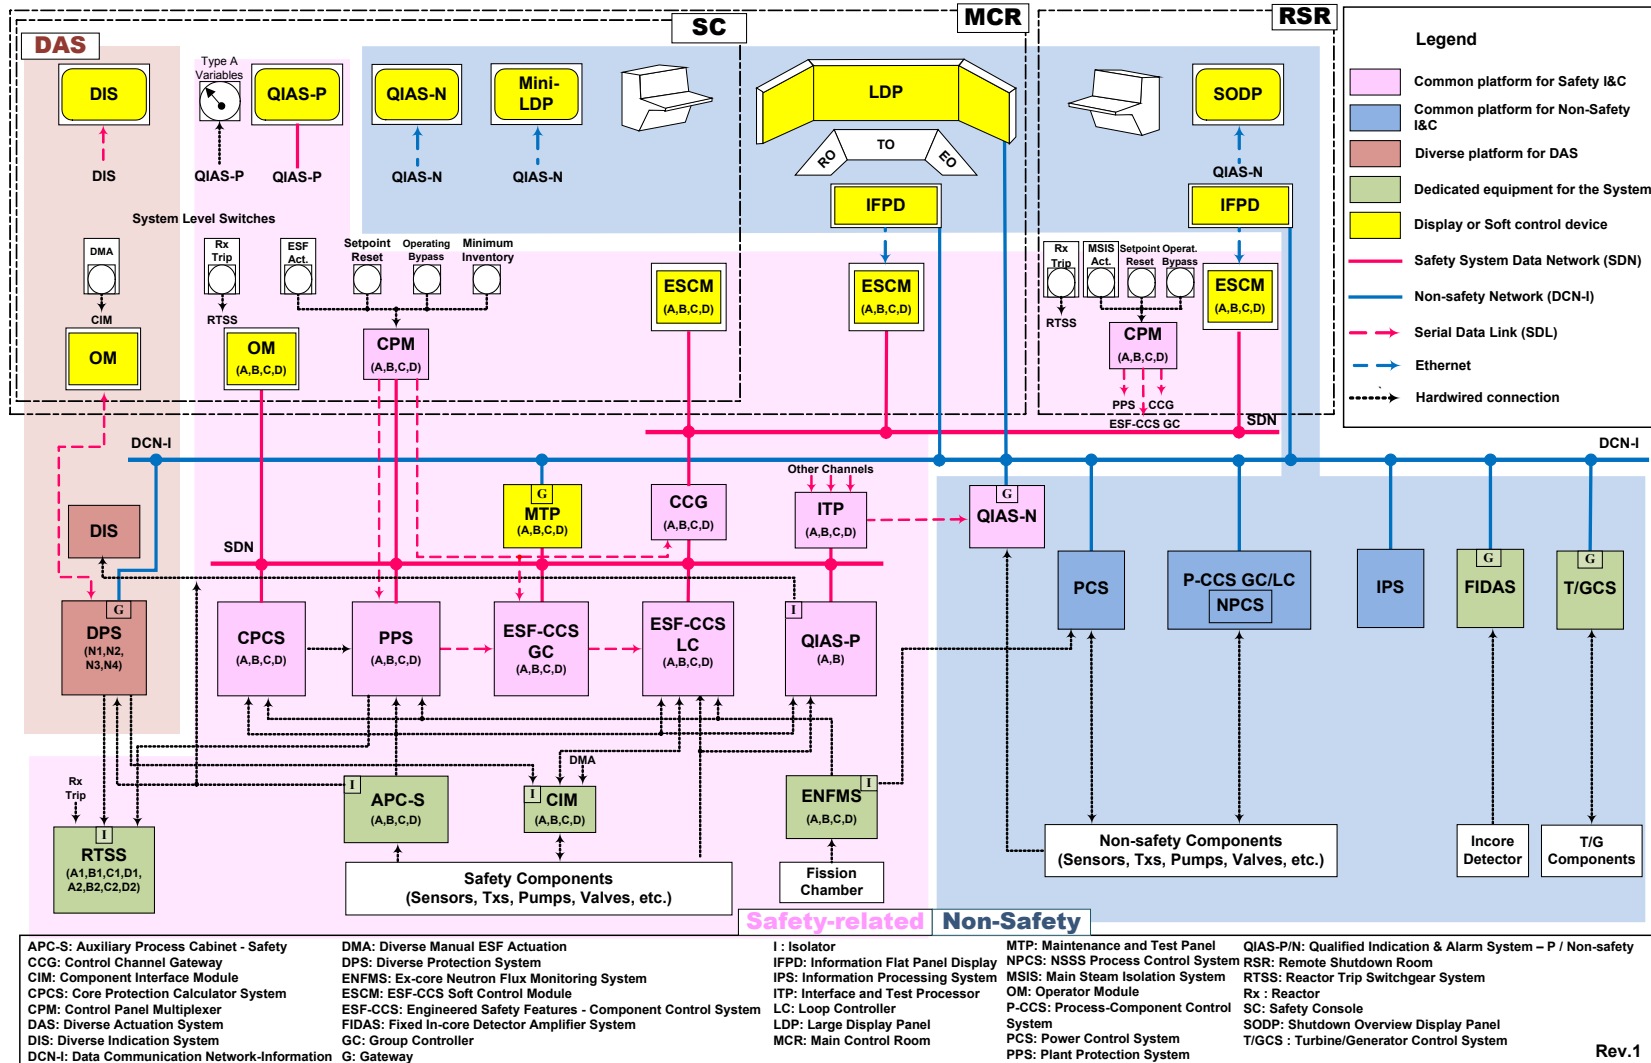 DAS
SC
MCR
RSR
DIS
Type A
Variables
QIAS-P
QIAS-N
Mini-
LDP
LDP
RO
TO
EO
SODP
DIS
QIAS-P
QIAS-P
QIAS-N
QIAS-N
QIAS-N
IFPD
IFPD
System Level Switches
DMA
Rx
Trip
ESF
Act.
Setpoint
Reset
Operating
Bypass
Minimum
Inventory
Rx
Trip
MSIS
Act.
Setpoint
Reset
Operat.
Bypass
CIM
RTSS
RTSS
OM
OM
(A,B,C,D)
CPM
(A,B,C,D)
ESCM
(A,B,C,D)
ESCM
(A,B,C,D)
ESCM
(A,B,C,D)
CPM
(A,B,C,D)
PPS
CCG
ESF-CCS GC
SDN
DCN-I
DCN-I
Legend
Common platform for Safety I&C
Common platform for Non-Safety
I&C
Diverse platform for DAS
Dedicated equipment for the System
Display or Soft control device
Safety System Data Network (SDN)
Non-safety Network (DCN-I)
Serial Data Link (SDL)
Ethernet
Hardwired connection
Other Channels
G
MTP
(A,B,C,D)
CCG
(A,B,C,D)
ITP
(A,B,C,D)
G
QIAS-N
DIS
SDN
G
DPS
(N1,N2,
N3,N4)
CPCS
(A,B,C,D)
PPS
(A,B,C,D)
ESF-CCS
GC
(A,B,C,D)
ESF-CCS
LC
(A,B,C,D)
I
QIAS-P
(A,B)
PCS
P-CCS GC/LC
NPCS
IPS
G
FIDAS
G
T/GCS
Rx
Trip
I
RTSS
(A1,B1,C1,D1,
A2,B2,C2,D2)
I
APC-S
(A,B,C,D)
DMA
I
CIM
(A,B,C,D)
I
ENFMS
(A,B,C,D)
Safety Components
(Sensors, Txs, Pumps, Valves, etc.)
Fission
Chamber
Non-safety Components
(Sensors, Txs, Pumps, Valves, etc.)
Incore
Detector
T/G
Components
Safety-related
Non-Safety
APC-S: Auxiliary Process Cabinet - Safety
CCG: Control Channel Gateway
CIM: Component Interface Module
CPCS: Core Protection Calculator System
CPM: Control Panel Multiplexer
DAS: Diverse Actuation System
DIS: Diverse Indication System
DCN-I: Data Communication Network-Information
DMA: Diverse Manual ESF Actuation
DPS: Diverse Protection System
ENFMS: Ex-core Neutron Flux Monitoring System
ESCM: ESF-CCS Soft Control Module
ESF-CCS: Engineered Safety Features - Component Control System
FIDAS: Fixed In-core Detector Amplifier System
GC: Group Controller
G: Gateway
I : Isolator
IFPD: Information Flat Panel Display
IPS: Information Processing System
ITP: Interface and Test Processor
LC: Loop Controller
LDP: Large Display Panel
MCR: Main Control Room
MTP: Maintenance and Test Panel
NPCS: NSSS Process Control System
MSIS: Main Steam Isolation System
OM: Operator Module
P-CCS: Process-Component Control
System
PCS: Power Control System
PPS: Plant Protection System
QIAS-P/N: Qualified Indication & Alarm System – P / Non-safety
RSR: Remote Shutdown Room
RTSS: Reactor Trip Switchgear System
Rx : Reactor
SC: Safety Console
SODP: Shutdown Overview Display Panel
T/GCS : Turbine/Generator Control System
Rev.1